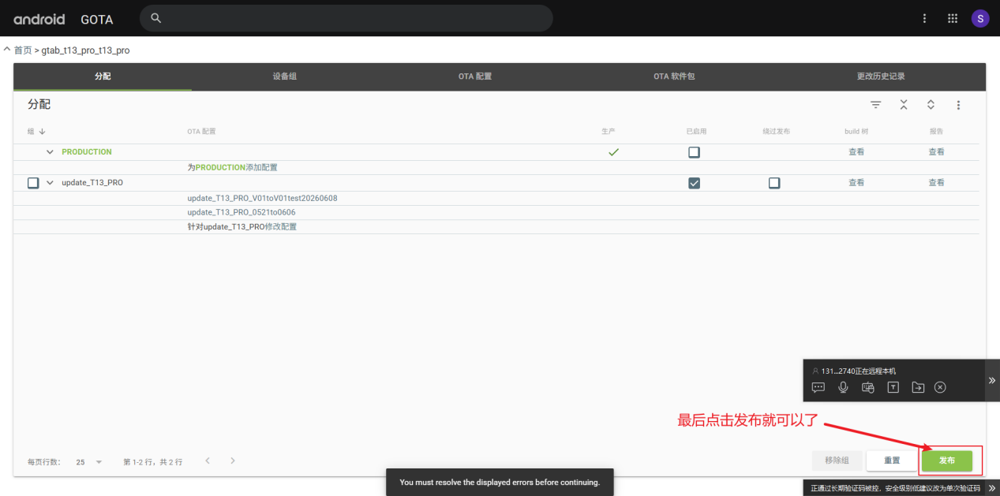 android GOTA S
首页 > gtab_t13_pro_t13_pro
分配 设备组 OTA 配置 OTA 软件包 更改历史记录
分配
组 OTA 配置 生产 已启用 绕过发布 build 树 报告
PRODUCTION 查看 查看
为PRODUCTION添加配置
update_T13_PRO 查看 查看
update_T13_PRO_V01toV01test20260608
update_T13_PRO_0521to0606
针对update_T13_PRO修改配置
131...2740正在远程本机
最后点击发布就可以了
每页行数： 25 第 1-2 行，共 2 行 移除组 重置 发布
You must resolve the displayed errors before continuing.
正通过长期验证码被控，安全级别低建议改为单次验证码